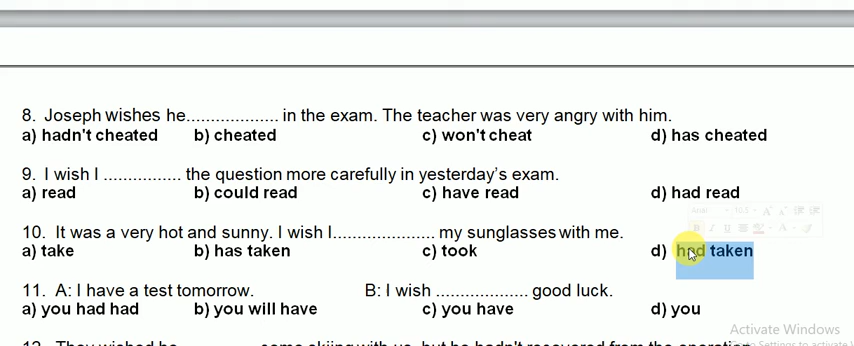 8. Joseph wishes he................... in the exam. The teacher was very angry with him.
a) hadn't cheated b) cheated c) won't cheat d) has cheated
9. I wish I ................ the question more carefully in yesterday's exam.
a) read b) could read c) have read d) had read
10. It was a very hot and sunny. I wish I..................... my sunglasses with me.
a) take b) has taken c) took d) had taken
11. A: I have a test tomorrow. B: I wish ................... good luck.
a) you had had b) you will have c) you have d) you
Activate Windows